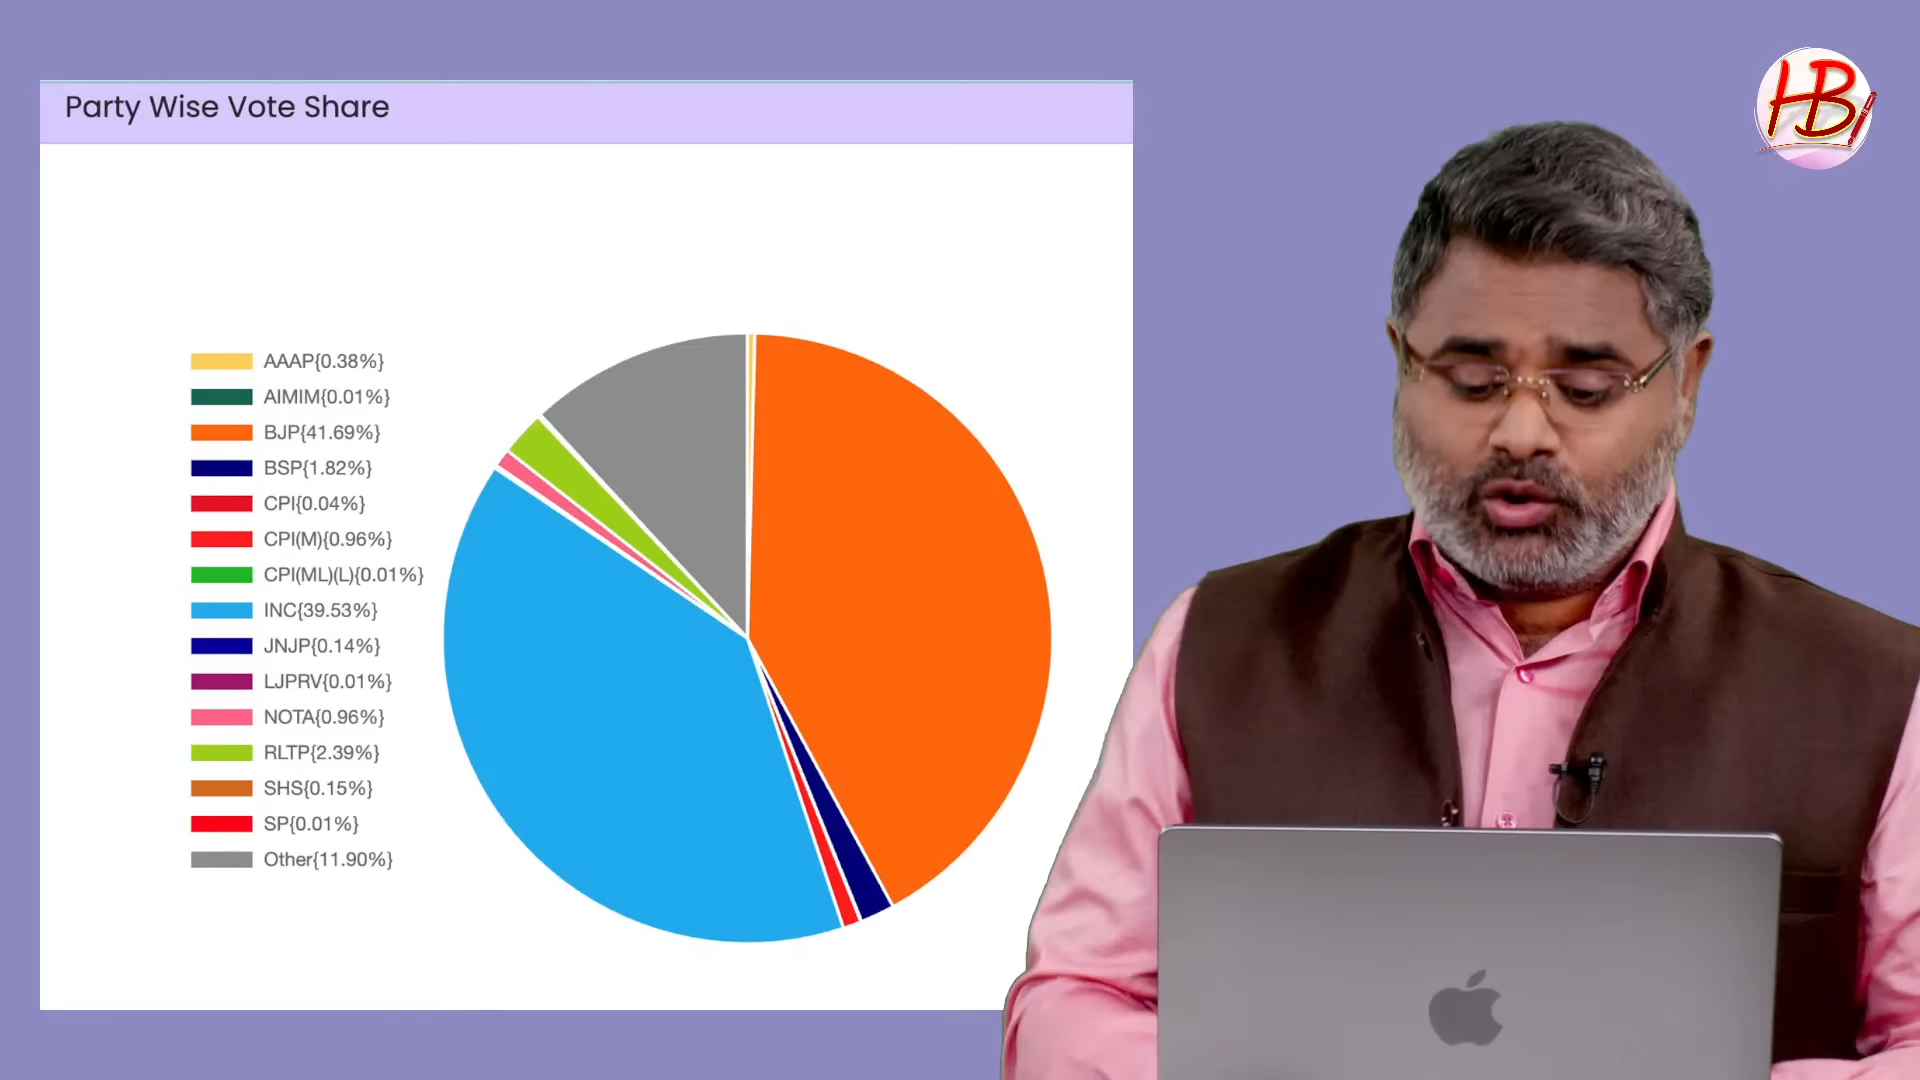 Party Wise Vote Share
AAAP{0.38%}
AIMIM{0.01%}
BJP{41.69%}
BSP{1.82%}
CPI{0.04%}
CPI(M){0.96%}
CPI(ML)(L){0.01%}
INC{39.53%}
JNJP{0.14%}
LJPRV{0.01%}
NOTA{0.96%}
RLTP{2.39%}
SHS{0.15%}
SP{0.01%}
Other{11.90%}
HB